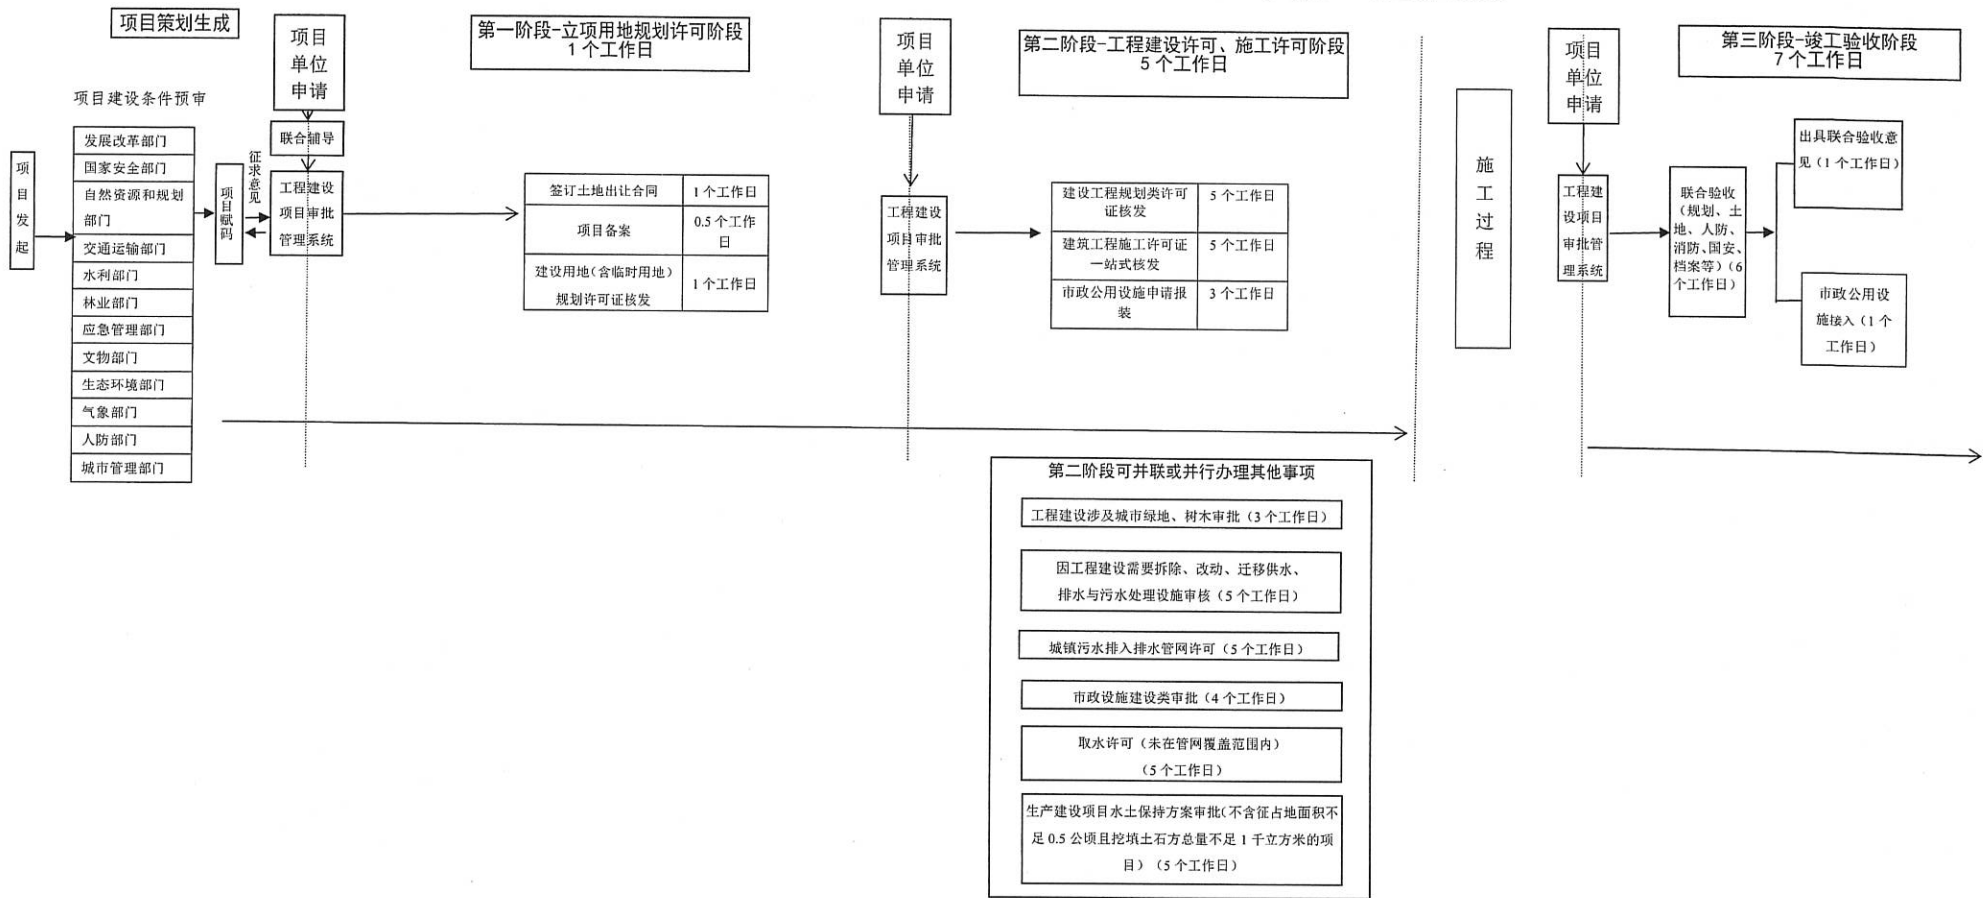 项目策划生成
项目建设条件预审
项目发起
发展改革部门
国家安全部门
自然资源和规划
部门
交通运输部门
水利部门
林业部门
应急管理部门
文物部门
生态环境部门
气象部门
人防部门
城市管理部门
项目赋码
征求意见
项目
单位
申请
联合辅导
工程建设
项目审批
管理系统
第一阶段-立项用地规划许可阶段
1个工作日
签订土地出让合同
1个工作日
项目备案
0.5个工作
日
建设用地(含临时用地)
规划许可证核发
1个工作日
项目
单位
申请
工程建设
项目审批
管理系统
第二阶段-工程建设许可、施工许可阶段
5个工作日
建设工程规划类许可
证核发
5个工作日
建筑工程施工许可证
一站式核发
5个工作日
市政公用设施申请报
装
3个工作日
第二阶段可并联或并行办理其他事项
工程建设涉及城市绿地、树木审批(3个工作日)
因工程建设需要拆除、改动、迁移供水、
排水与污水处理设施审核(5个工作日)
城镇污水排入排水管网许可(5个工作日)
市政设施建设类审批(4个工作日)
取水许可(未在管网覆盖范围内)
(5个工作日)
生产建设项目水土保持方案审批(不含征占地面积不
足0.5公顷且挖填土石方总量不足1千立方米的项
目)(5个工作日)
施工过程
项目
单位
申请
工程建
设项目
审批管
理系统
第三阶段-竣工验收阶段
7个工作日
联合验收
(规划、土
地、人防、
消防、国安、
档案等)(6
个工作日)
出具联合验收意
见(1个工作日)
市政公用设
施接入(1个
工作日)